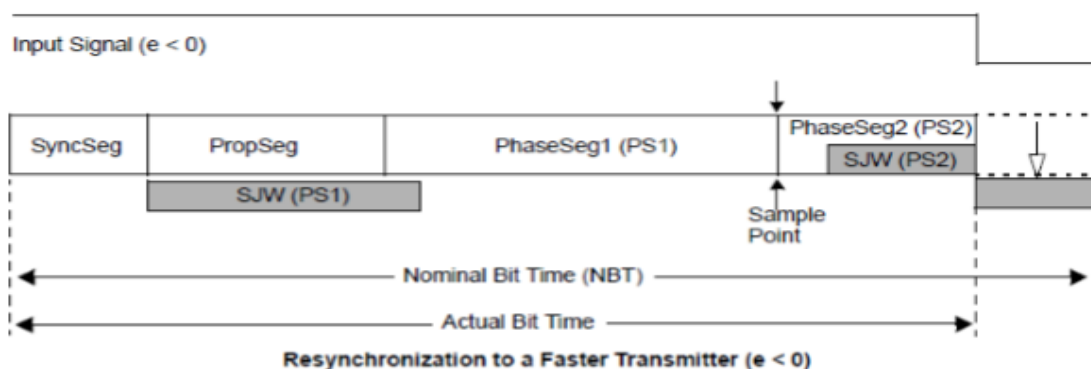 Input Signal (e < 0)
SyncSeg
PropSeg
PhaseSeg1 (PS1)
PhaseSeg2 (PS2)
SJW (PS2)
SJW (PS1)
Sample
Point
Nominal Bit Time (NBT)
Actual Bit Time
Resynchronization to a Faster Transmitter (e < 0)